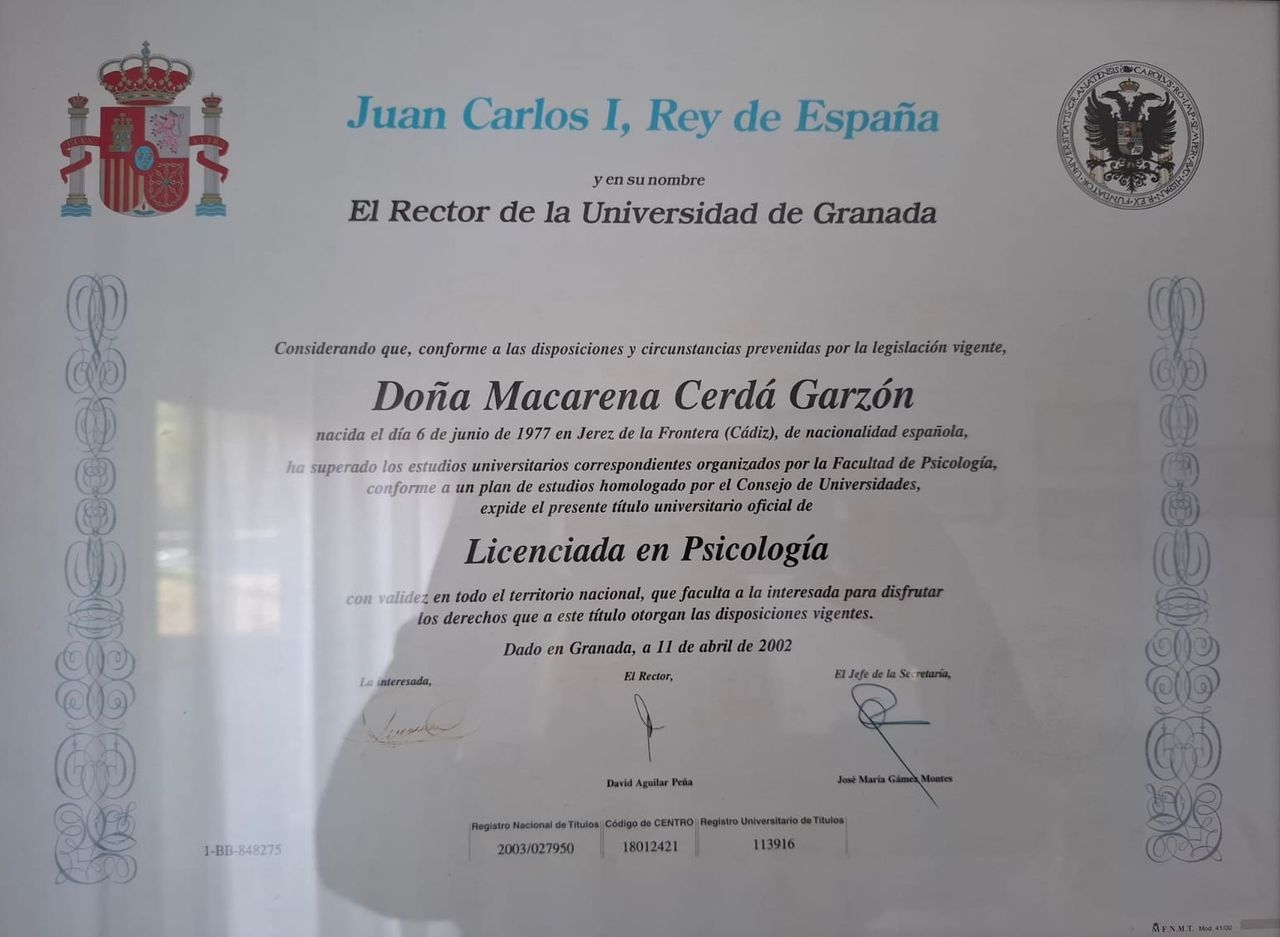 Juan Carlos I, Rey de España
y en su nombre
El Rector de la Universidad de Granada
Considerando que, conforme a las disposiciones y circunstancias prevenidas por la legislación vigente,
Doña Macarena Cerdá Garzón
nacida el día 6 de junio de 1977 en Jerez de la Frontera (Cádiz), de nacionalidad española,
ha superado los estudios universitarios correspondientes organizados por la Facultad de Psicología,
conforme a un plan de estudios homologado por el Consejo de Universidades,
expide el presente título universitario oficial de
Licenciada en Psicología
con validez en todo el territorio nacional, que faculta a la interesada para disfrutar
los derechos que a este título otorgan las disposiciones vigentes.
Dado en Granada, a 11 de abril de 2002
La interesada,
El Rector,
El Jefe de la Secretaría,
David Aguilar Peña
José María Gámez Montes
Registro Nacional de Títulos Código de CENTRO Registro Universitario de Títulos
2003/027950 18012421 113916
1-BB-848275
F.N.M.T. Mod. 41/00